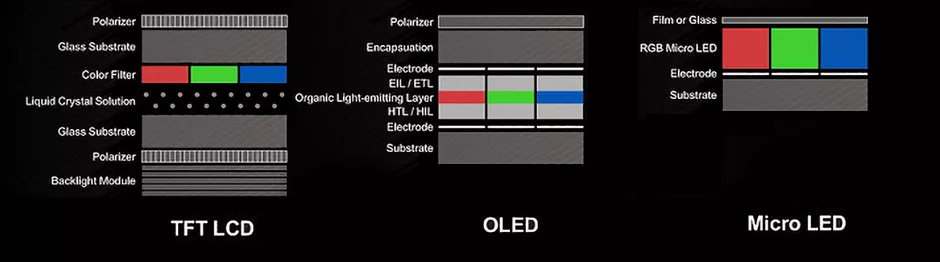 Polarizer
Glass Substrate
Color Filter
Liquid Crystal Solution
Glass Substrate
Polarizer
Backlight Module
TFT LCD
Polarizer
Encapsuation
Electrode
EIL / ETL
Organic Light-emitting Layer
HTL / HIL
Electrode
Substrate
OLED
Film or Glass
RGB Micro LED
Electrode
Substrate
Micro LED